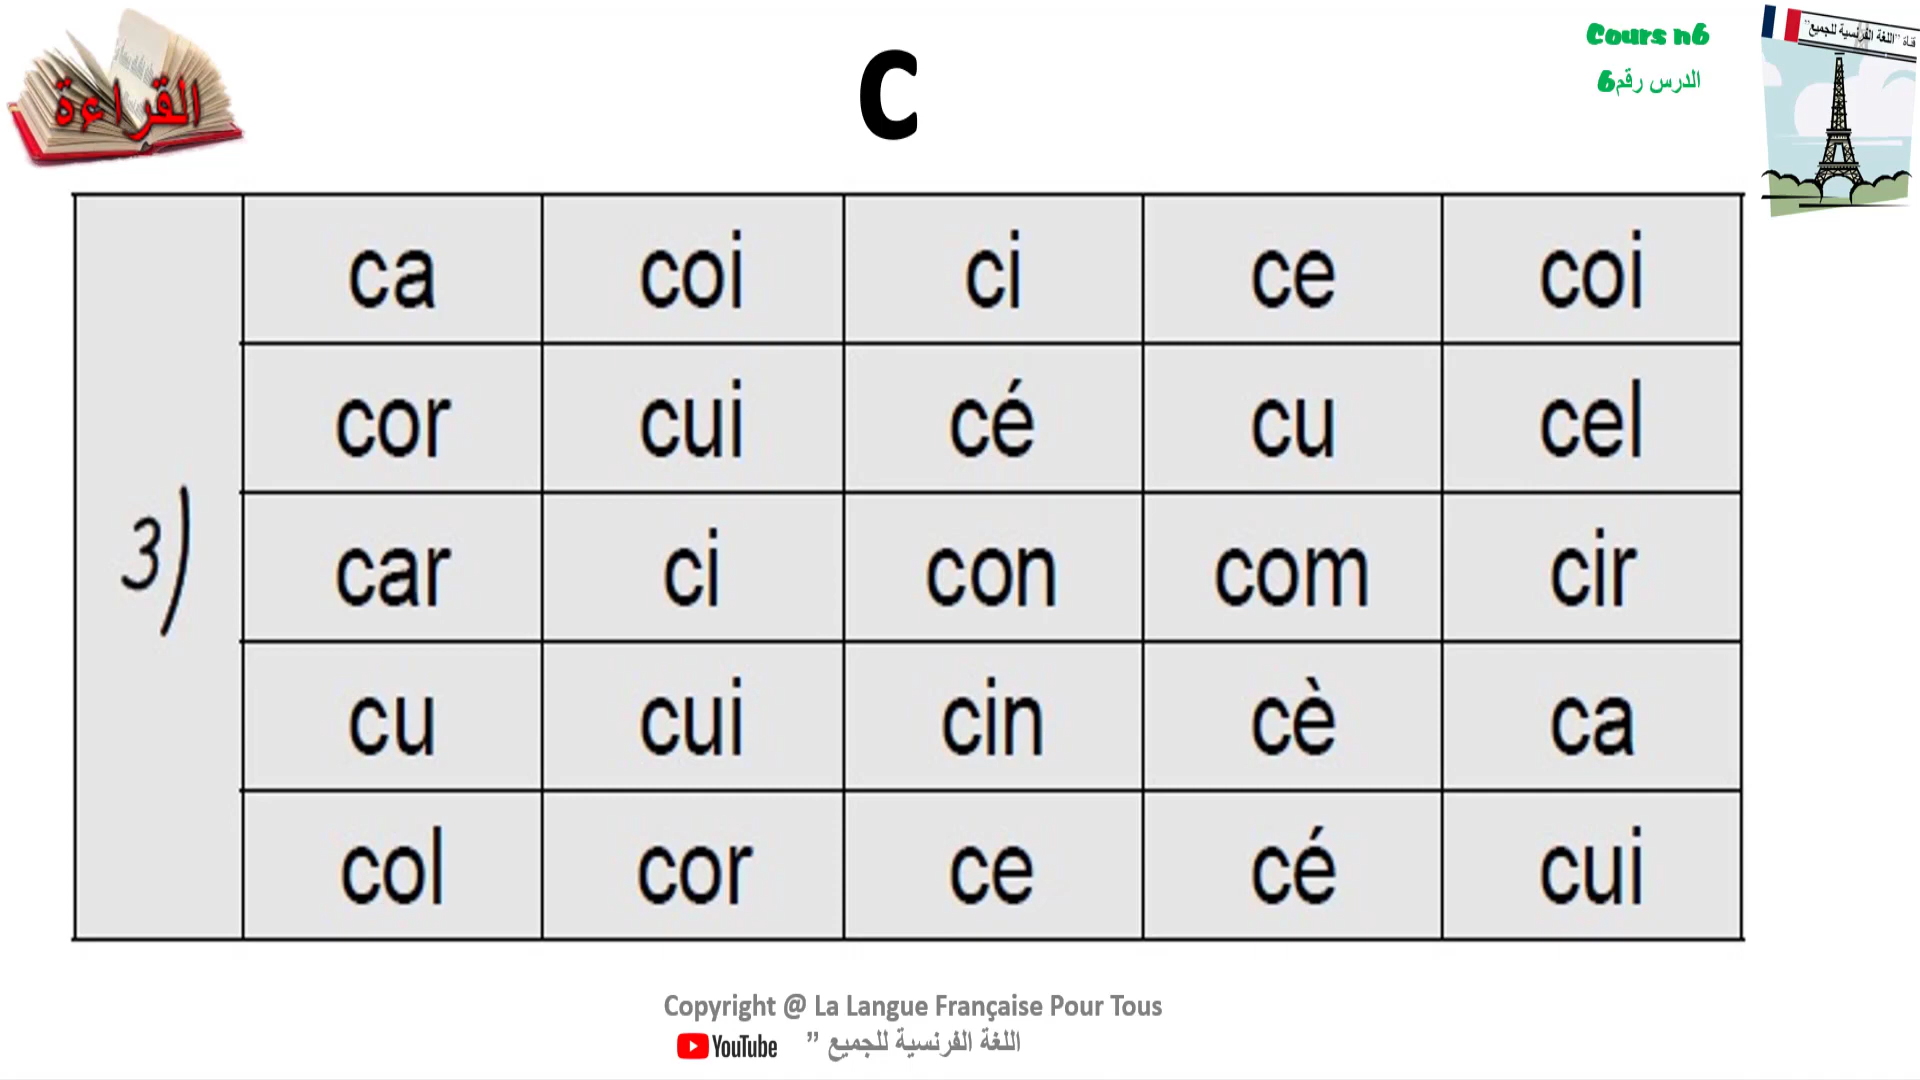 القراءة
C
Cours n6
الدرس رقم6
قناة "اللغة الفرنسية للجميع"
3)
ca coi ci ce coi
cor cui cé cu cel
car ci con com cir
cu cui cin cè ca
col cor ce cé cui
Copyright @ La Langue Française Pour Tous
YouTube اللغة الفرنسية للجميع "